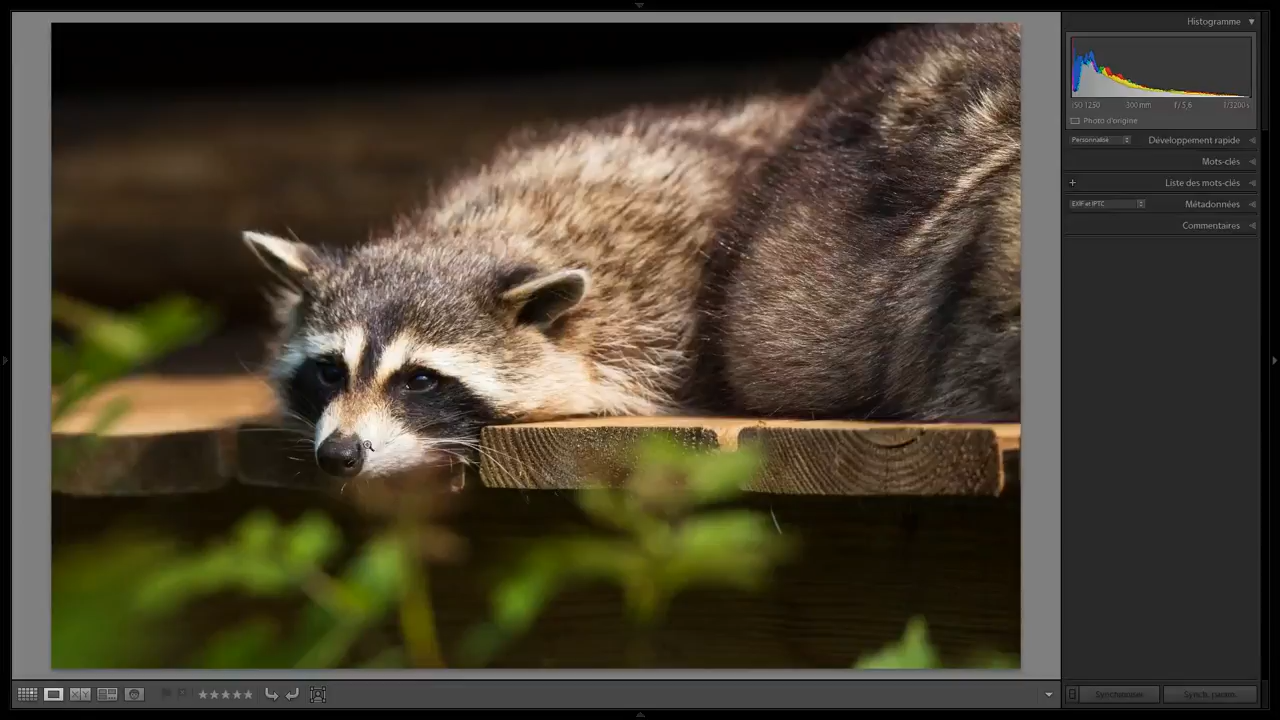 Histogramme
ISO 1250 300 mm f / 5,6 1/3200 s
Photo d'origine
Personnalisé Développement rapide
Mots-clés
Liste des mots-clés
EXIF et IPTC Métadonnées
Commentaires
X Y
Synchroniser Synch. param.